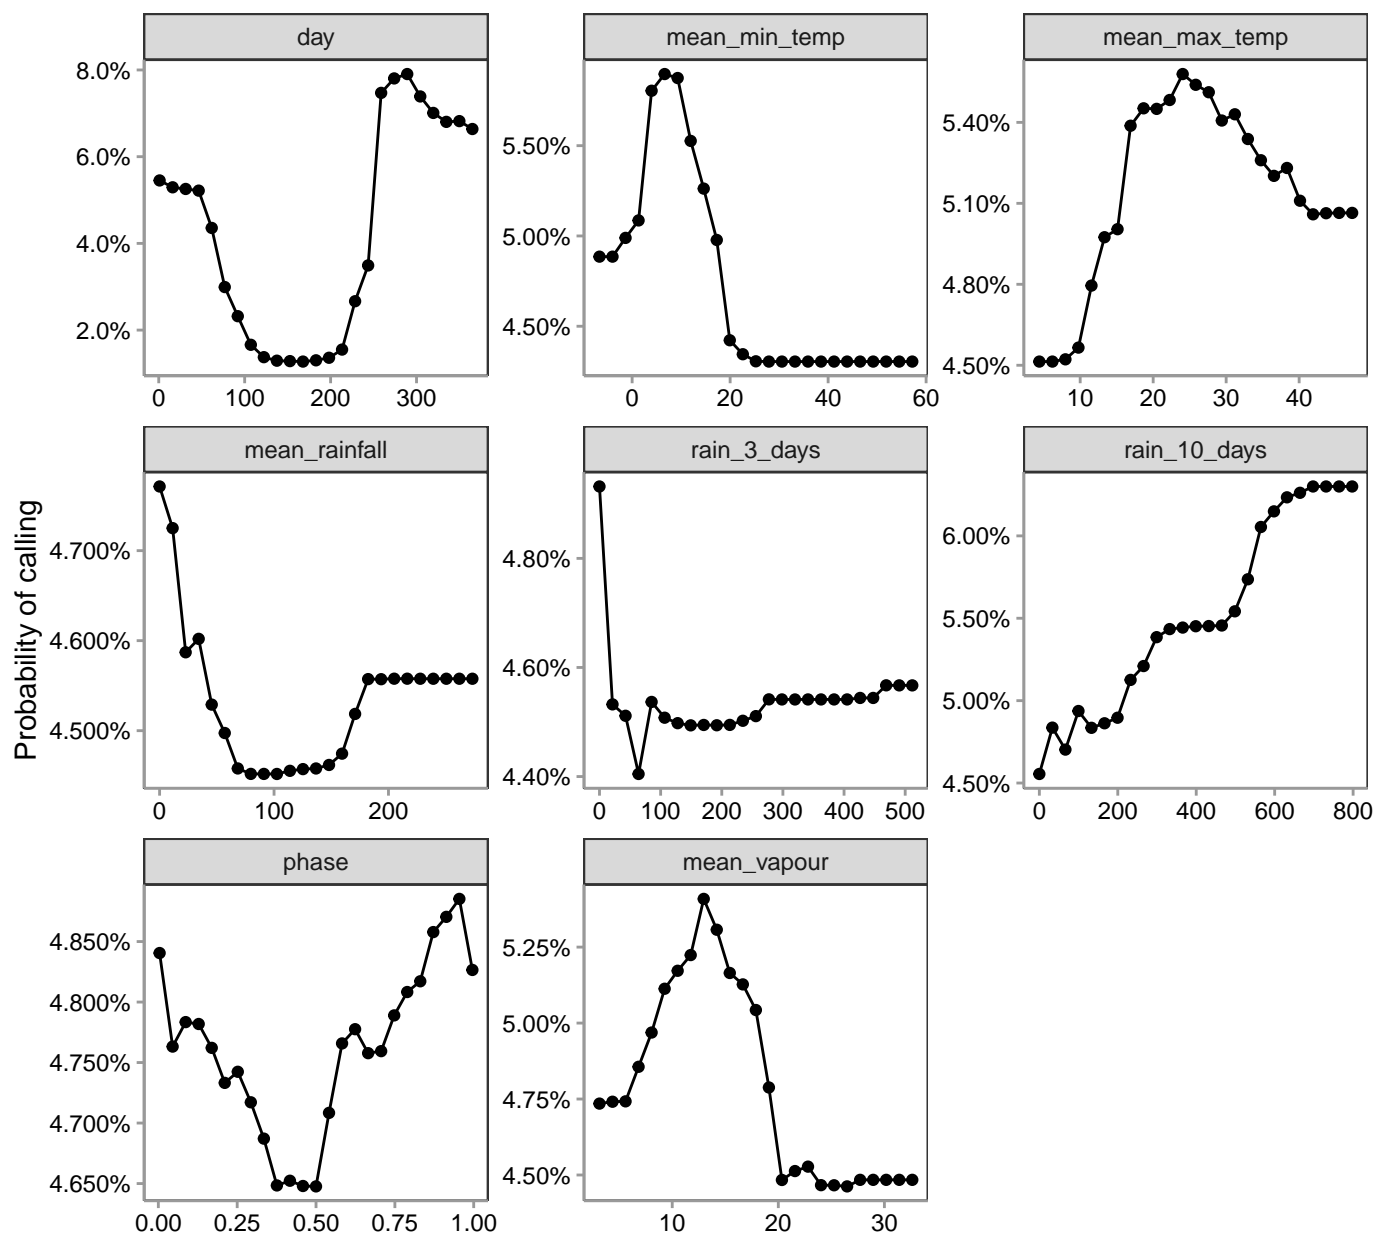 day
mean_min_temp
mean_max_temp
8.0%
6.0%
4.0%
2.0%
0 100 200 300
5.50%
5.00%
4.50%
0 20 40 60
5.40%
5.10%
4.80%
4.50%
10 20 30 40
Probability of calling
mean_rainfall
rain_3_days
rain_10_days
4.700%
4.600%
4.500%
0 100 200
4.80%
4.60%
4.40%
0 100 200 300 400 500
6.00%
5.50%
5.00%
4.50%
0 200 400 600 800
phase
mean_vapour
4.850%
4.800%
4.750%
4.700%
4.650%
0.00 0.25 0.50 0.75 1.00
5.25%
5.00%
4.75%
4.50%
10 20 30